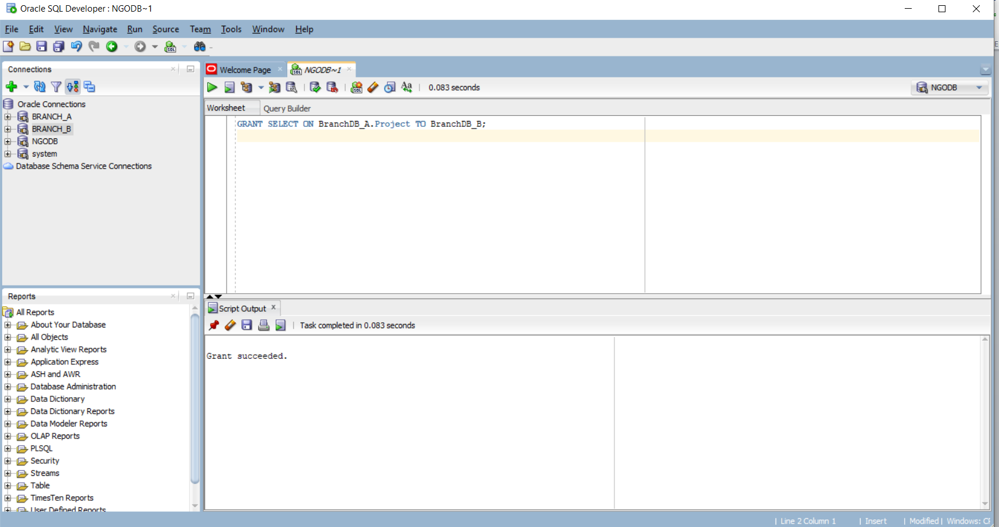 Oracle SQL Developer : NGODB~1
File Edit View Navigate Run Source Team Tools Window Help
Connections
Oracle Connections
BRANCH_A
BRANCH_B
NGODB
system
Database Schema Service Connections
Reports
All Reports
About Your Database
All Objects
Analytic View Reports
Application Express
ASH and AWR
Database Administration
Data Dictionary
Data Dictionary Reports
Data Modeler Reports
OLAP Reports
PLSQL
Security
Streams
Table
TimesTen Reports
User Defined Reports
Welcome Page
NGODB~1
0.083 seconds
NGODB
Worksheet Query Builder
GRANT SELECT ON BranchDB_A.Project TO BranchDB_B;
Script Output
Task completed in 0.083 seconds
Grant succeeded.
| Line 2 Column 1 | Insert | Modified | Windows: CF